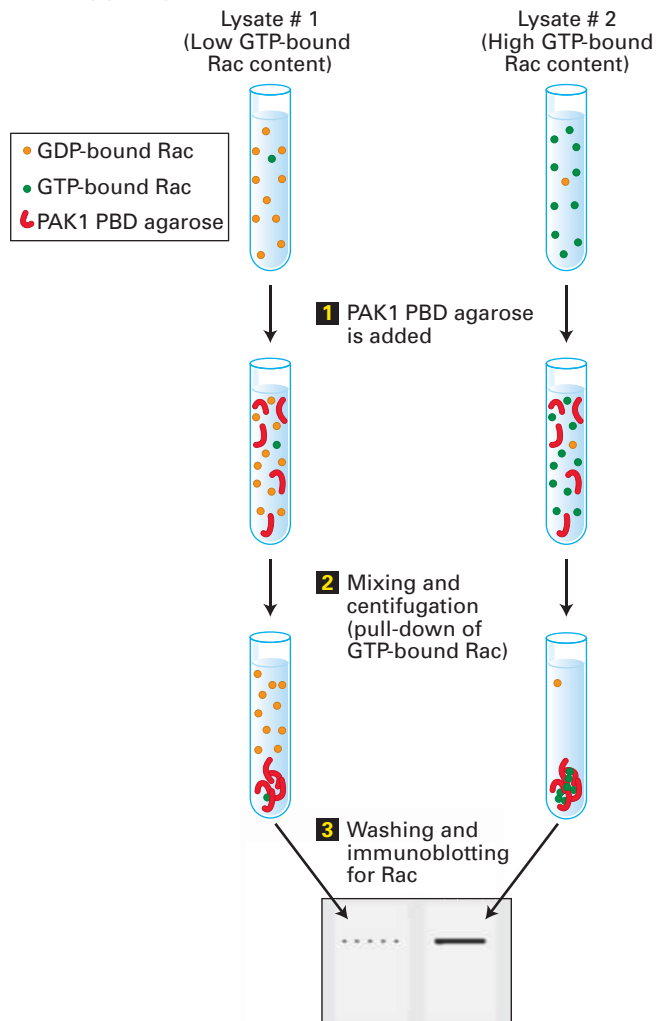 Lysate # 1
(Low GTP-bound
Rac content)
Lysate # 2
(High GTP-bound
Rac content)
GDP-bound Rac
GTP-bound Rac
PAK1 PBD agarose
1 PAK1 PBD agarose
is added
2 Mixing and
centifugation
(pull-down of
GTP-bound Rac)
3 Washing and
immunoblotting
for Rac